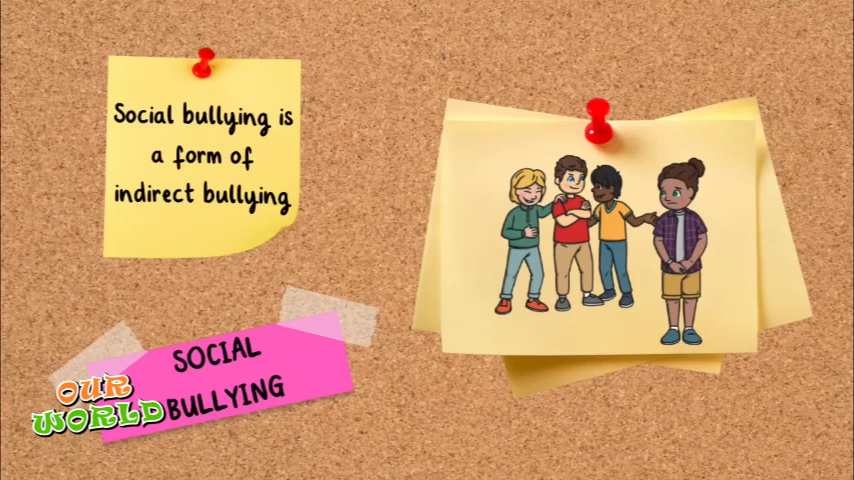 Social bullying is
a form of
indirect bullying
SOCIAL
BULLYING
OUR
WORLD